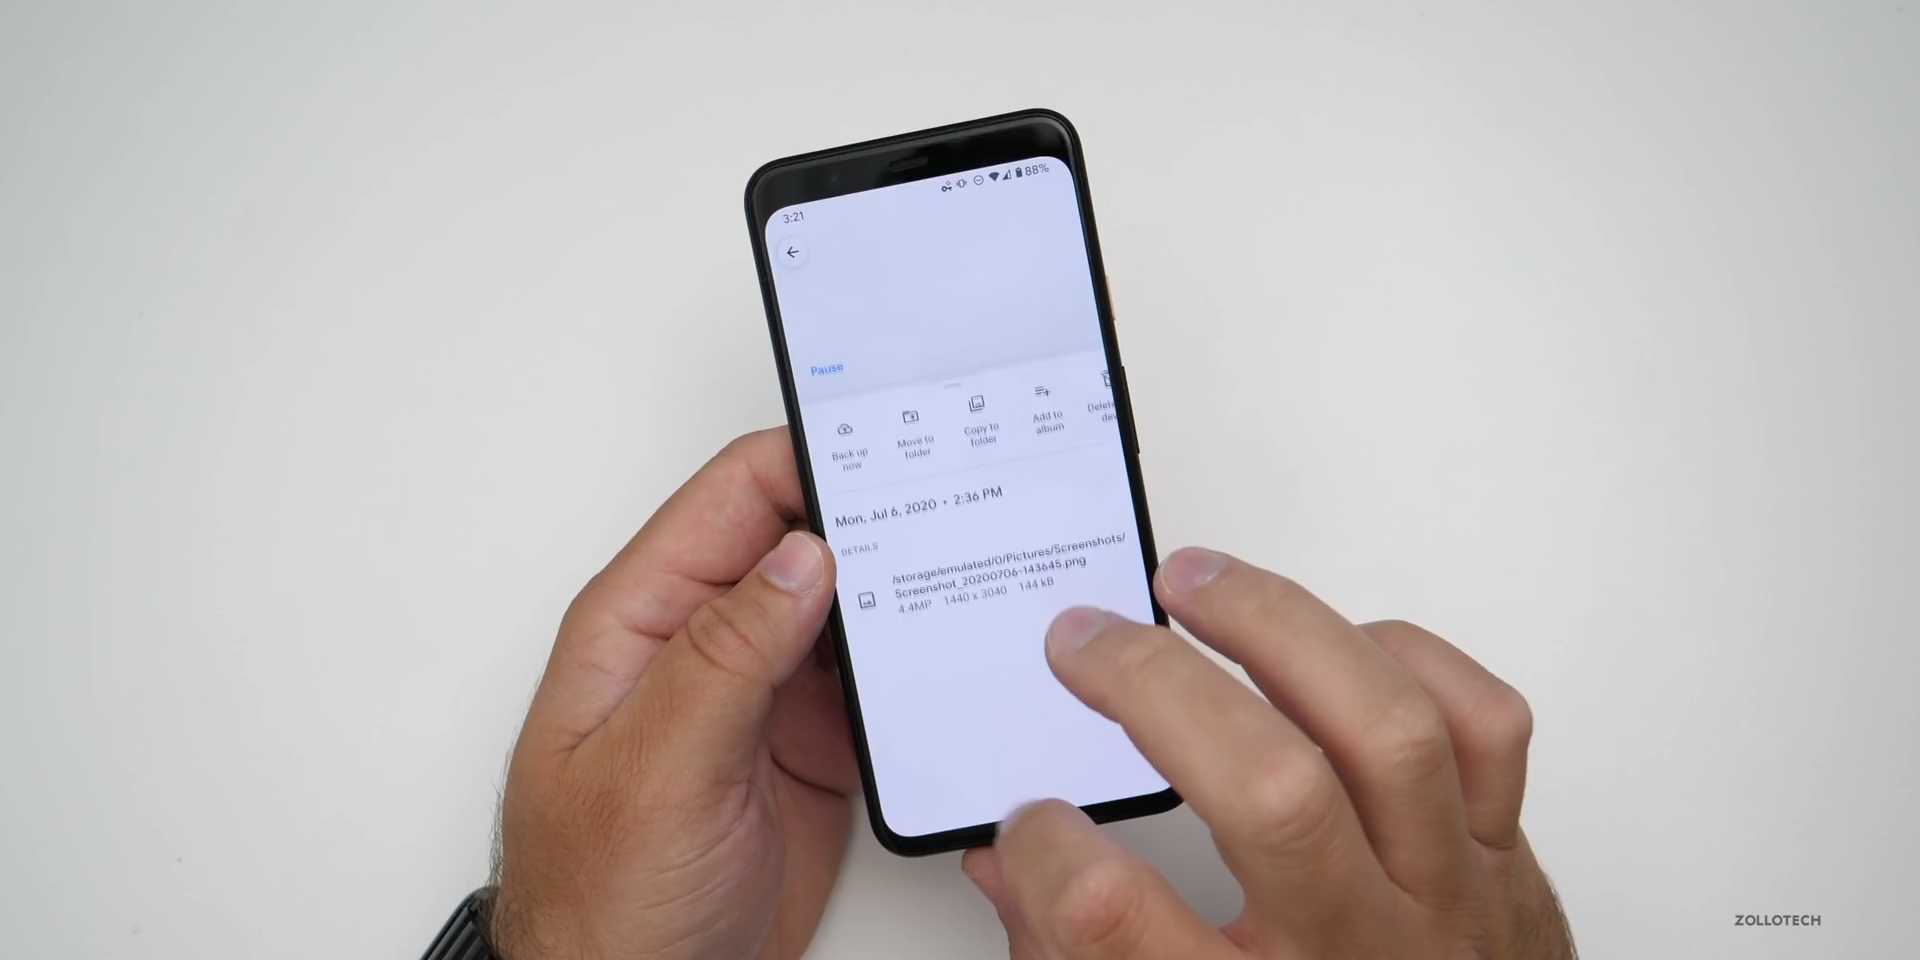 3:21
88%
Pause
Back up
now
Move to
folder
Copy to
folder
Add to
album
Delete
Mon, Jul 6, 2020 • 2:36 PM
DETAILS
/storage/emulated/0/Pictures/Screenshots/
Screenshot_20200706-143645.png
4.4MP 1440 x 3040 144 kB
ZOLLOTECH